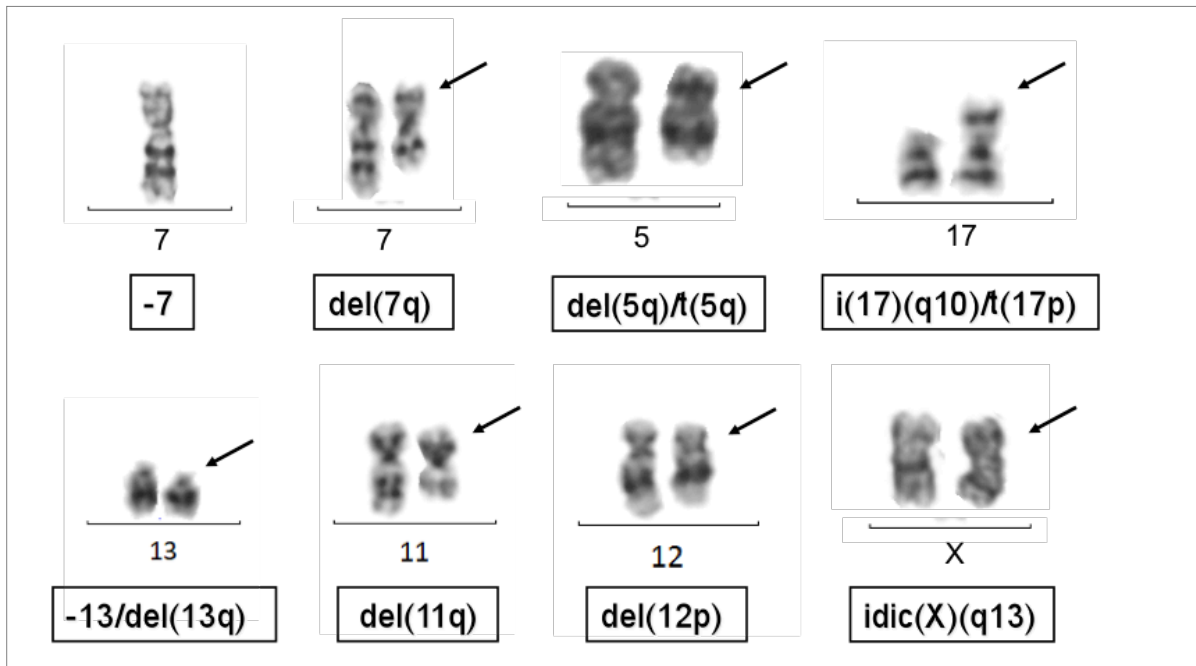 7
7
5
17
-7
del(7q)
del(5q)/t(5q)
i(17)(q10)/t(17p)
13
11
12
X
-13/del(13q)
del(11q)
del(12p)
idic(X)(q13)